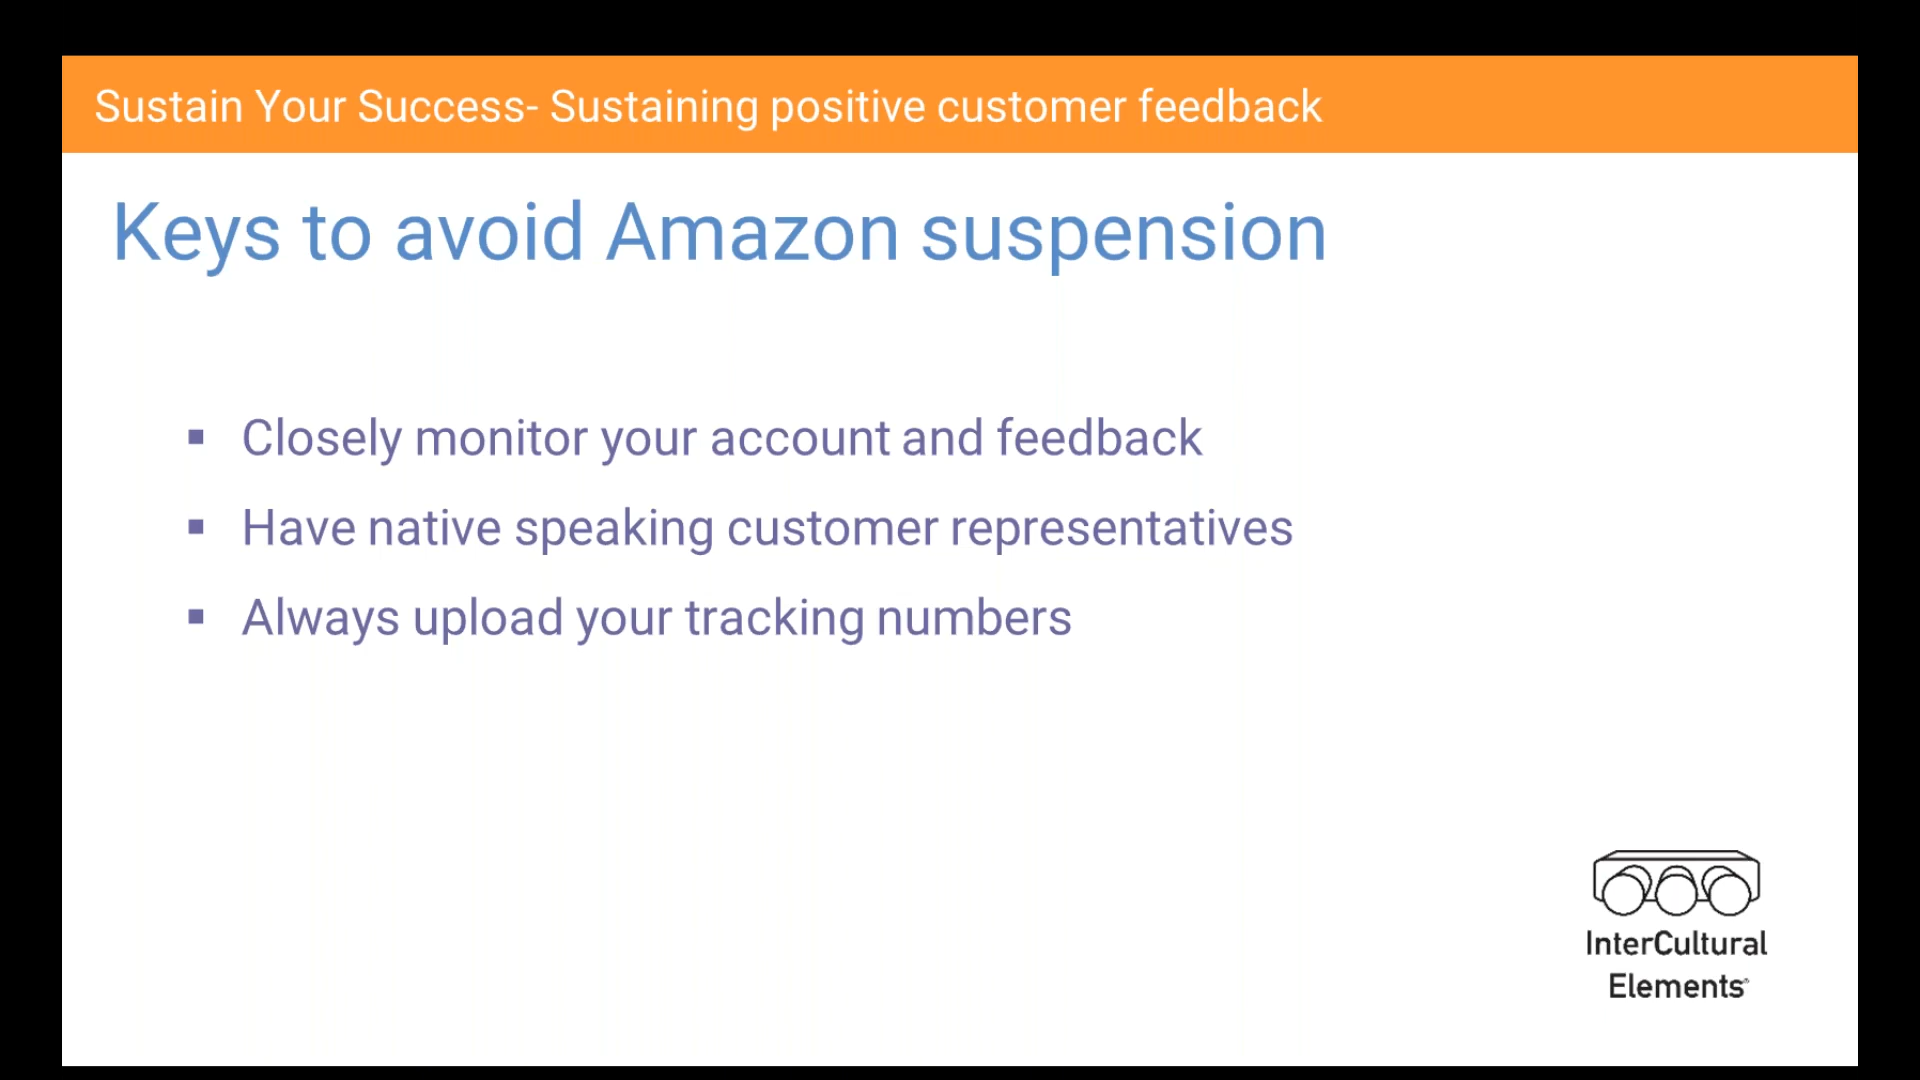 Sustain Your Success- Sustaining positive customer feedback
Keys to avoid Amazon suspension
Closely monitor your account and feedback
Have native speaking customer representatives
Always upload your tracking numbers
InterCultural
Elements®